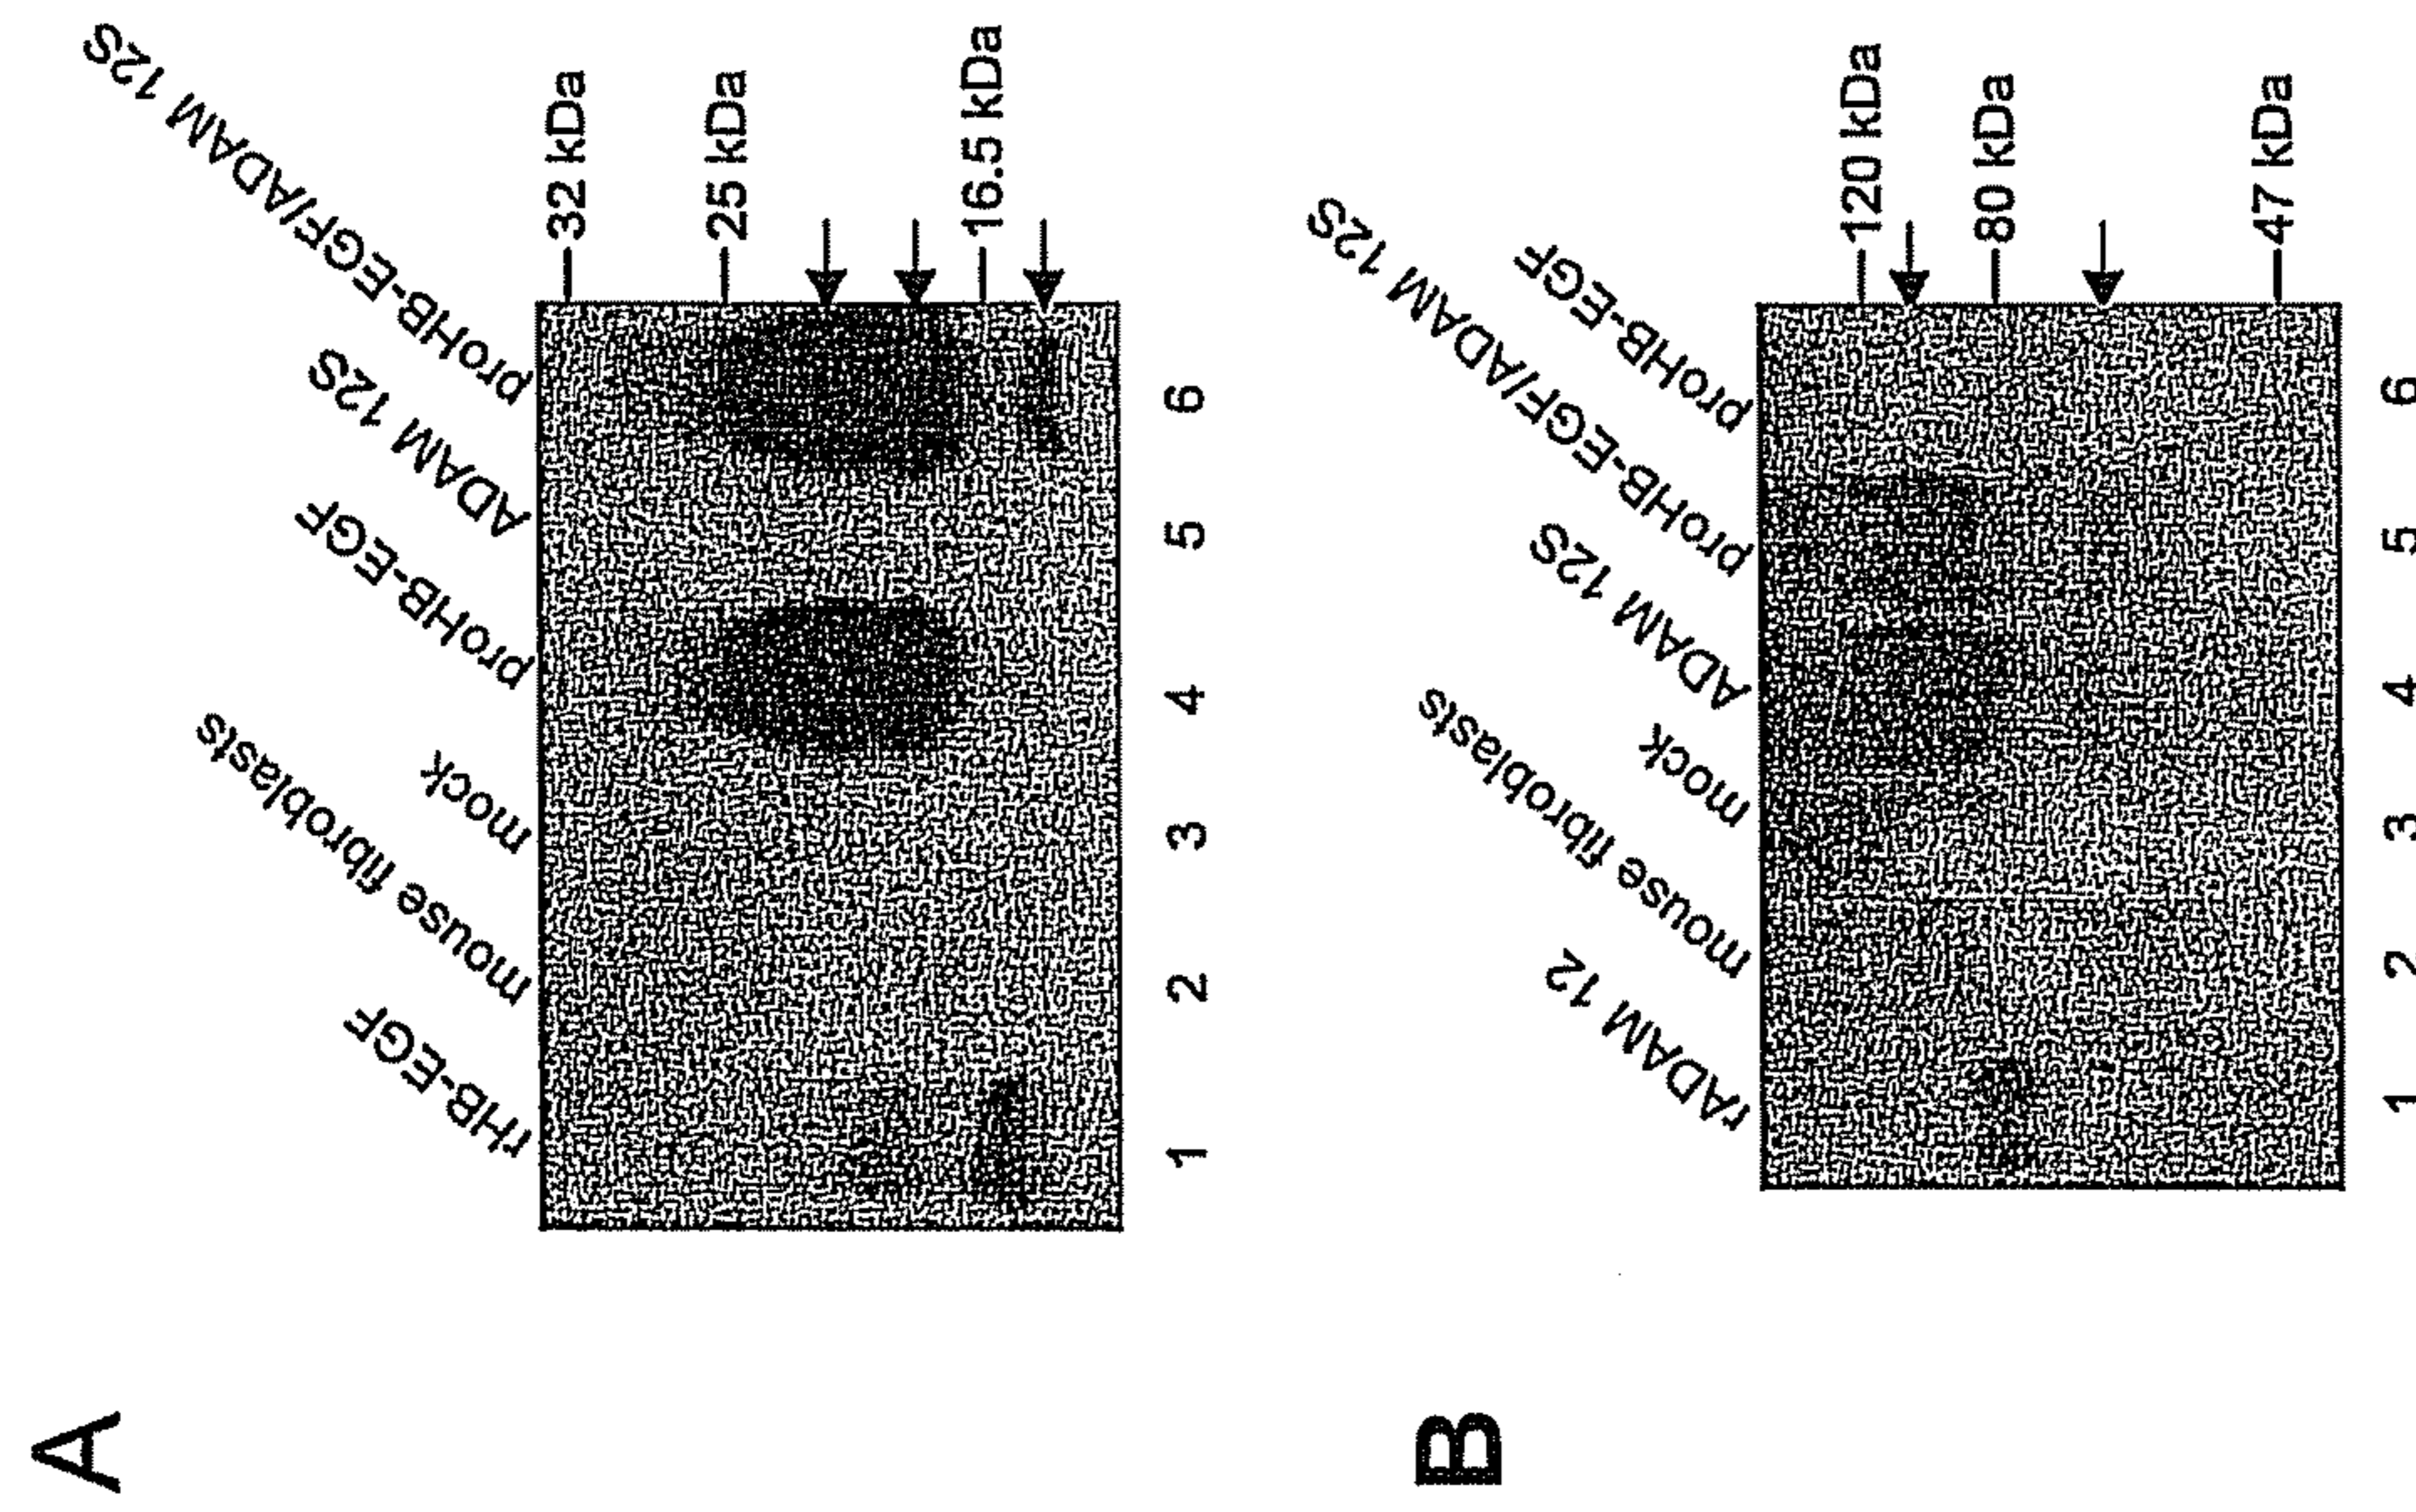 A
rHB-EGF
mouse fibroblasts
mock
proHB-EGF
ADAM 12S
proHB-EGF/ADAM 12S
32 kDa
25 kDa
16.5 kDa
1 2 3 4 5 6
B
rADAM 12
mouse fibroblasts
mock
ADAM 12S
proHB-EGF/ADAM 12S
proHB-EGF
120 kDa
80 kDa
47 kDa
1 2 3 4 5 6